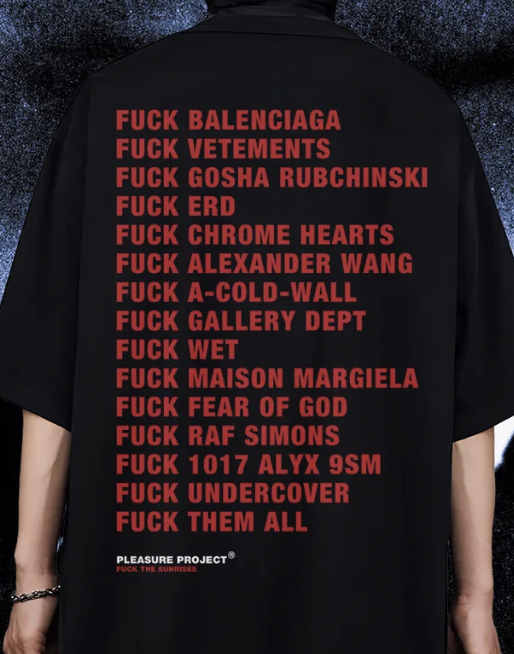 FUCK BALENCIAGA
FUCK VETEMENTS
FUCK GOSHA RUBCHINSKI
FUCK ERD
FUCK CHROME HEARTS
FUCK ALEXANDER WANG
FUCK A-COLD-WALL
FUCK GALLERY DEPT
FUCK WET
FUCK MAISON MARGIELA
FUCK FEAR OF GOD
FUCK RAF SIMONS
FUCK 1017 ALYX 9SM
FUCK UNDERCOVER
FUCK THEM ALL
PLEASURE PROJECT®
FUCK THE SUNRISES